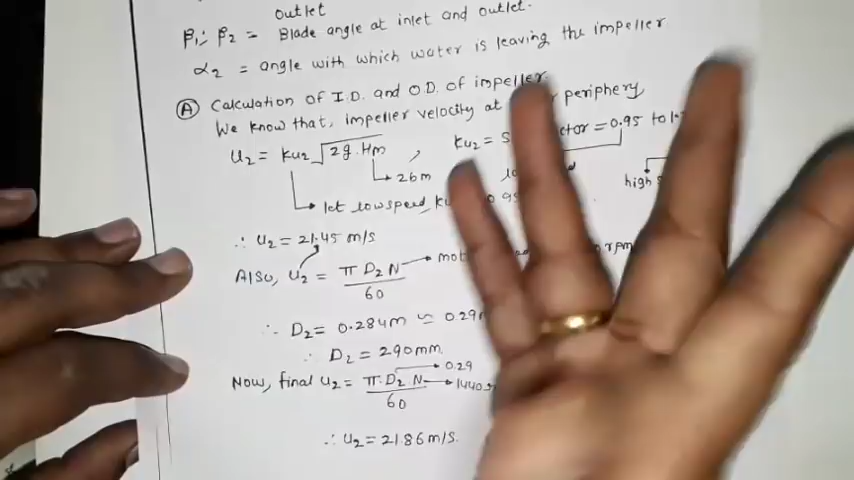 outlet
β₁, β₂ = Blade angle at inlet and outlet.
α₂ = angle with which water is leaving the impeller
(A) Calculation of I.D. and O.D. of impeller
We know that, impeller velocity at periphery
u₂ = ku₂ √2g.Hm ku₂ = = 0.95 to
26m
let low speed, high
∴ u₂ = 21.45 m/s
Also, u₂ = π D₂ N / 60 rpm
∴ D₂ = 0.284m ≃ 0.29
∴ D₂ = 290mm.
0.29
Now, final u₂ = π.D₂ N / 60 1440
∴ u₂ = 21.86 m/s.